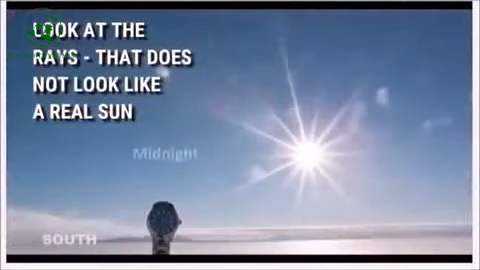 LOOK AT THE
RAYS - THAT DOES
NOT LOOK LIKE
A REAL SUN
Midnight
SOUTH